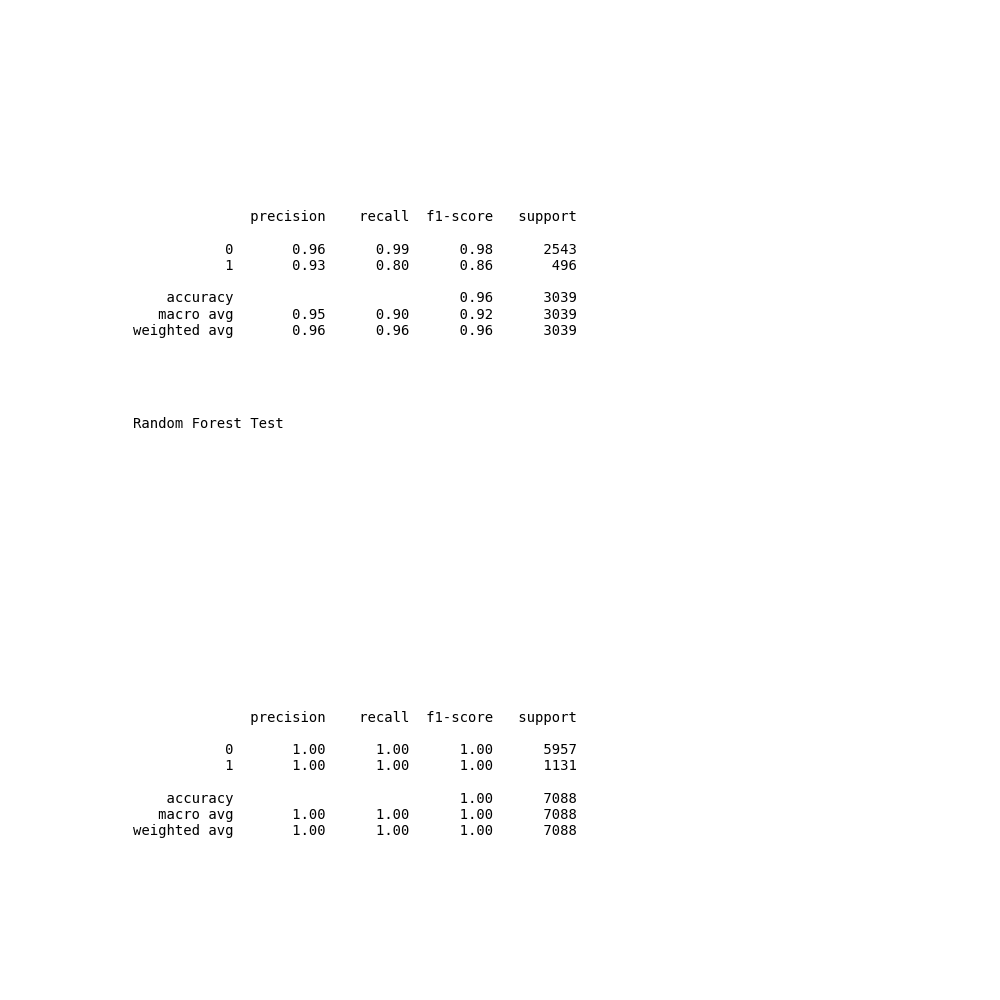 precision    recall  f1-score   support
0       0.96      0.99      0.98      2543
1       0.93      0.80      0.86       496
accuracy                           0.96      3039
macro avg       0.95      0.90      0.92      3039
weighted avg       0.96      0.96      0.96      3039
Random Forest Test
precision    recall  f1-score   support
0       1.00      1.00      1.00      5957
1       1.00      1.00      1.00      1131
accuracy                           1.00      7088
macro avg       1.00      1.00      1.00      7088
weighted avg       1.00      1.00      1.00      7088